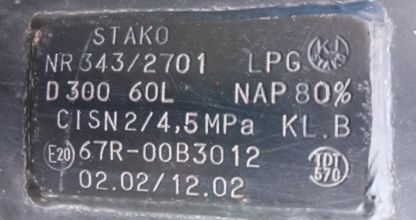 STAKO
NR 343/2701 LPG
D 300 60L NAP 80%
CISN 2/4,5 MPa KL.B
E20 67R-00B3012
TDT 570
02.02/12.02